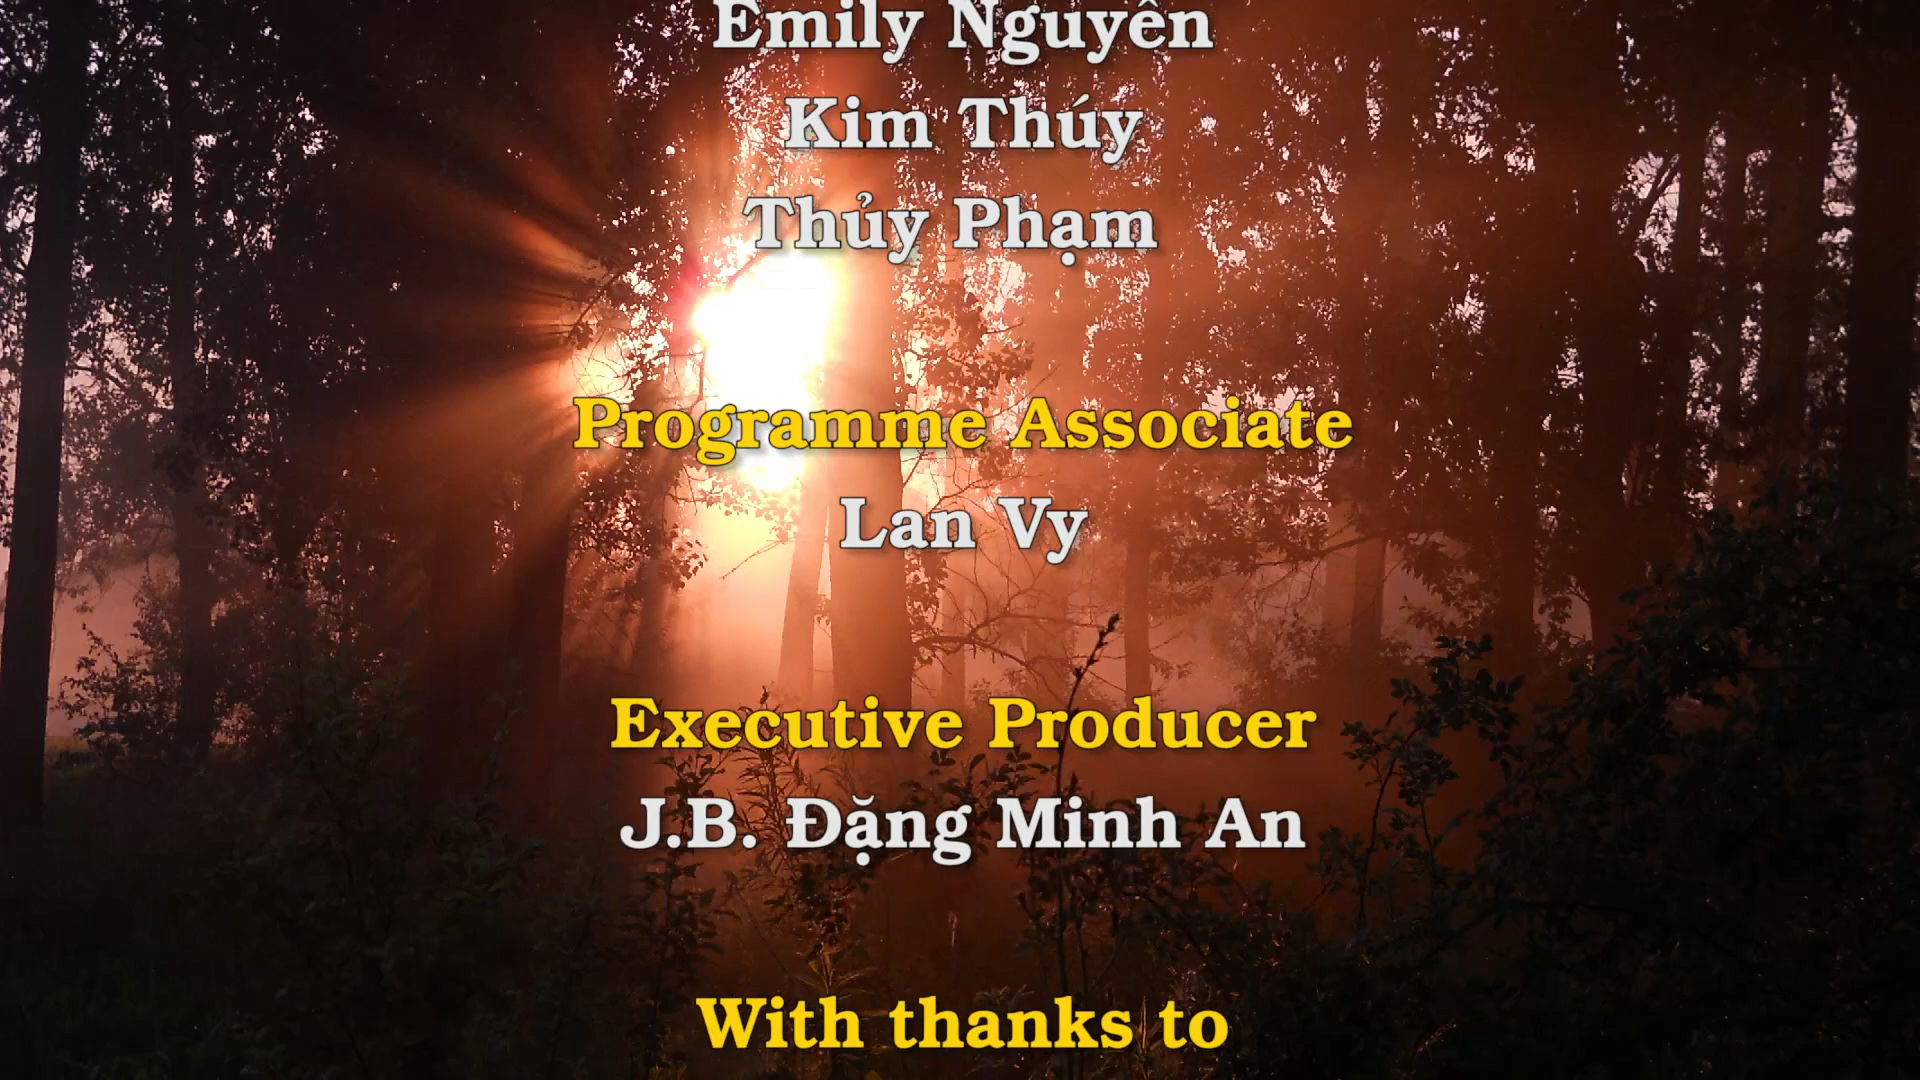 Emily Nguyên
Kim Thúy
Thủy Phạm
Programme Associate
Lan Vy
Executive Producer
J.B. Đặng Minh An
With thanks to